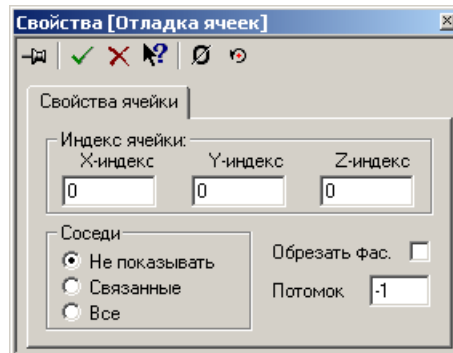 Свойства [Отладка ячеек]
Свойства ячейки
Индекс ячейки:
X-индекс Y-индекс Z-индекс
0 0 0
Соседи
Не показывать
Связанные
Все
Обрезать фас.
Потомок -1